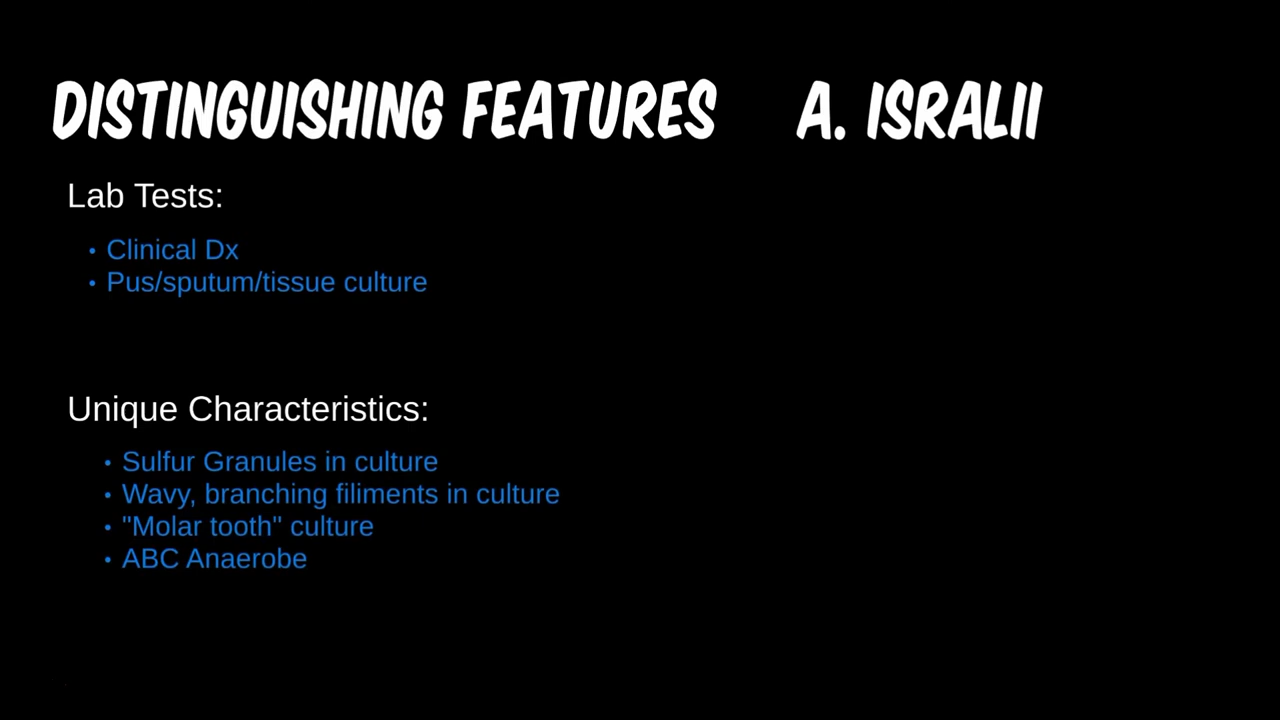 DISTINGUISHING FEATURES A. ISRALII
Lab Tests:
• Clinical Dx
• Pus/sputum/tissue culture
Unique Characteristics:
• Sulfur Granules in culture
• Wavy, branching filiments in culture
• "Molar tooth" culture
• ABC Anaerobe